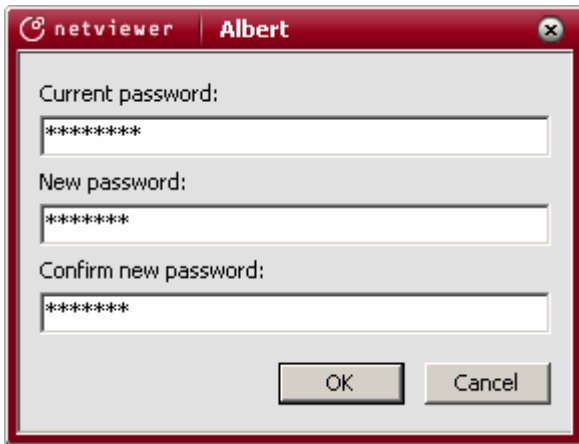 netviewer Albert
Current password:
********
New password:
*******
Confirm new password:
*******
OK Cancel